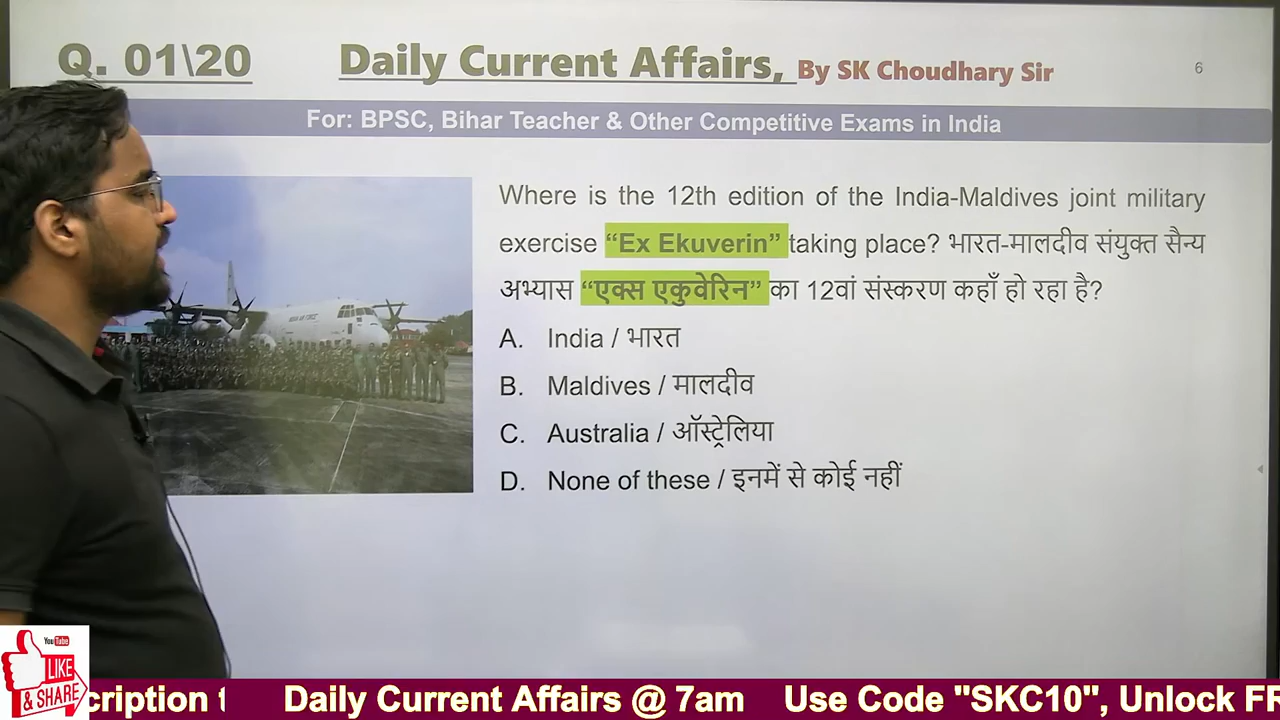 Q. 01\20
Daily Current Affairs, By SK Choudhary Sir
6
For: BPSC, Bihar Teacher & Other Competitive Exams in India
Where is the 12th edition of the India-Maldives joint military
exercise “Ex Ekuverin” taking place? भारत-मालदीव संयुक्त सैन्य
अभ्यास “एक्स एकुवेरिन” का 12वां संस्करण कहाँ हो रहा है?
A. India / भारत
B. Maldives / मालदीव
C. Australia / ऑस्ट्रेलिया
D. None of these / इनमें से कोई नहीं
YouTube
LIKE
& SHARE
cription Daily Current Affairs @ 7am Use Code "SKC10", Unlock